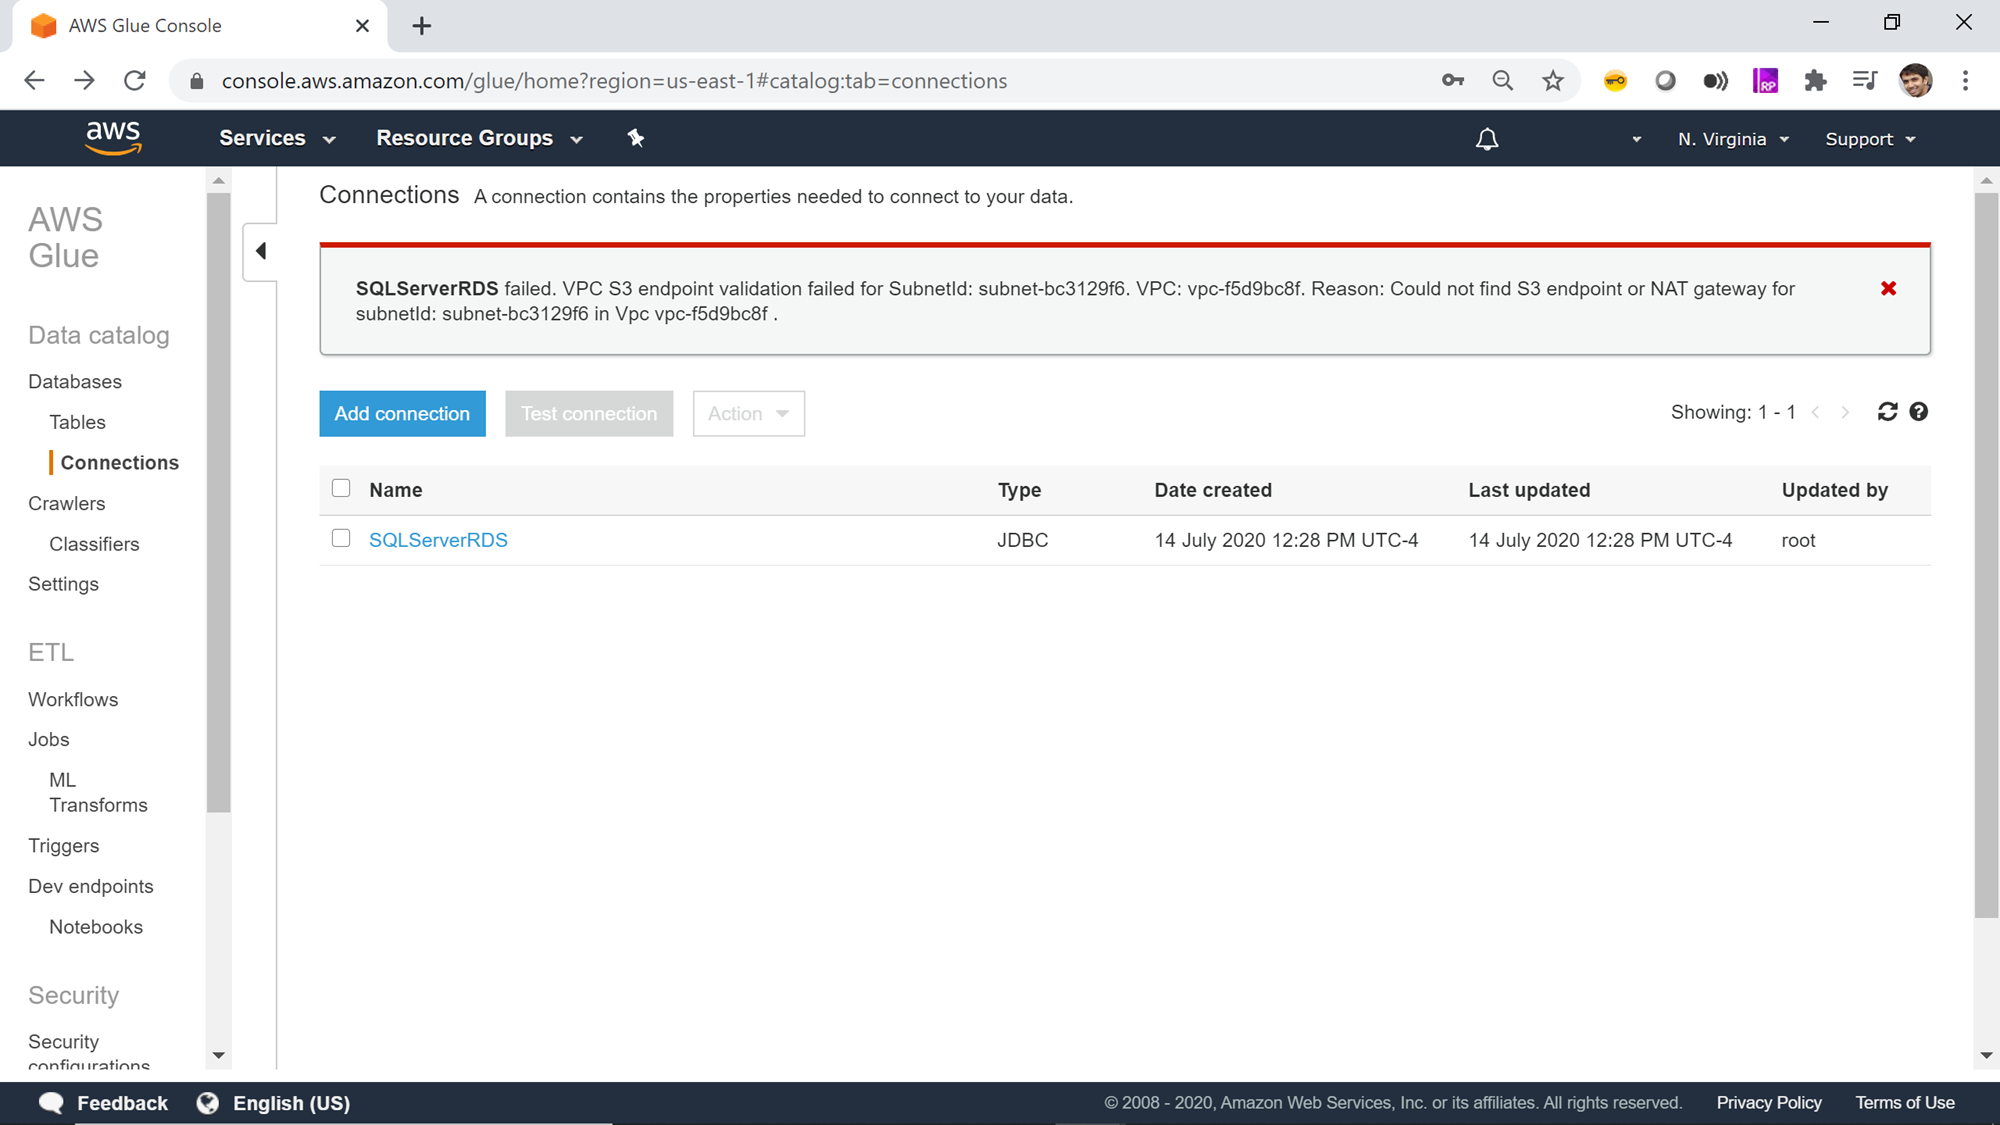 AWS Glue Console
console.aws.amazon.com/glue/home?region=us-east-1#catalog:tab=connections
RP
aws
Services
Resource Groups
N. Virginia
Support
AWS
Glue
Data catalog
Databases
Tables
Connections
Crawlers
Classifiers
Settings
ETL
Workflows
Jobs
ML
Transforms
Triggers
Dev endpoints
Notebooks
Security
Security
configurations
Connections A connection contains the properties needed to connect to your data.
SQLServerRDS failed. VPC S3 endpoint validation failed for SubnetId: subnet-bc3129f6. VPC: vpc-f5d9bc8f. Reason: Could not find S3 endpoint or NAT gateway for
subnetId: subnet-bc3129f6 in Vpc vpc-f5d9bc8f .
Add connection
Test connection
Action
Showing: 1 - 1
Name Type Date created Last updated Updated by
SQLServerRDS JDBC 14 July 2020 12:28 PM UTC-4 14 July 2020 12:28 PM UTC-4 root
Feedback
English (US)
© 2008 - 2020, Amazon Web Services, Inc. or its affiliates. All rights reserved.
Privacy Policy
Terms of Use